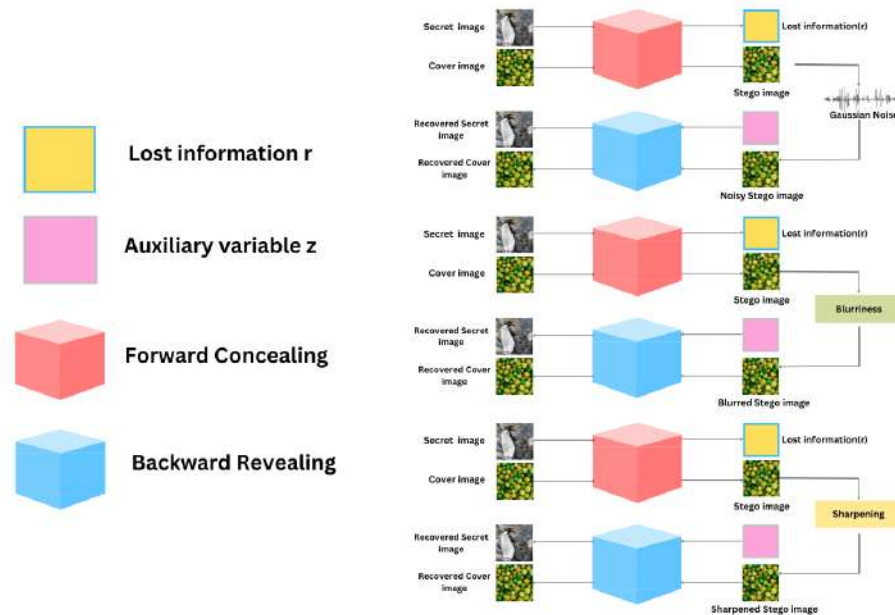 Lost information r
Auxiliary variable z
Forward Concealing
Backward Revealing
Secret image
Lost information(r)
Cover image
Stego image
Gaussian Noise
Recovered Secret
Image
Recovered Cover
image
Noisy Stego image
Secret image
Lost information(r)
Cover image
Stego image
Blurriness
Recovered Secret
Image
Recovered Cover
image
Blurred Stego image
Secret image
Lost information(r)
Cover image
Stego image
Sharpening
Recovered Secret
Image
Recovered Cover
image
Sharpened Stego image